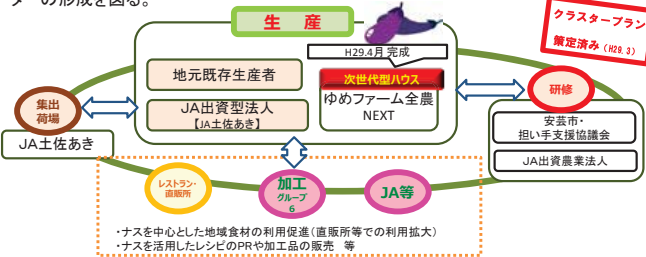 ターの形成を図る。
クラスタープラン
策定済み（H29.3）
生 産
H29.4月 完成
次世代型ハウス
ゆめファーム全農
NEXT
地元既存生産者
JA出資型法人
【JA土佐あき】
集出
荷場
JA土佐あき
研修
安芸市・
担い手支援協議会
JA出資農業法人
レストラン・
直販所
加工
グループ
6
JA等
・ナスを中心とした地域食材の利用促進（直販所等での利用拡大）
・ナスを活用したレシピのPRや加工品の販売 等